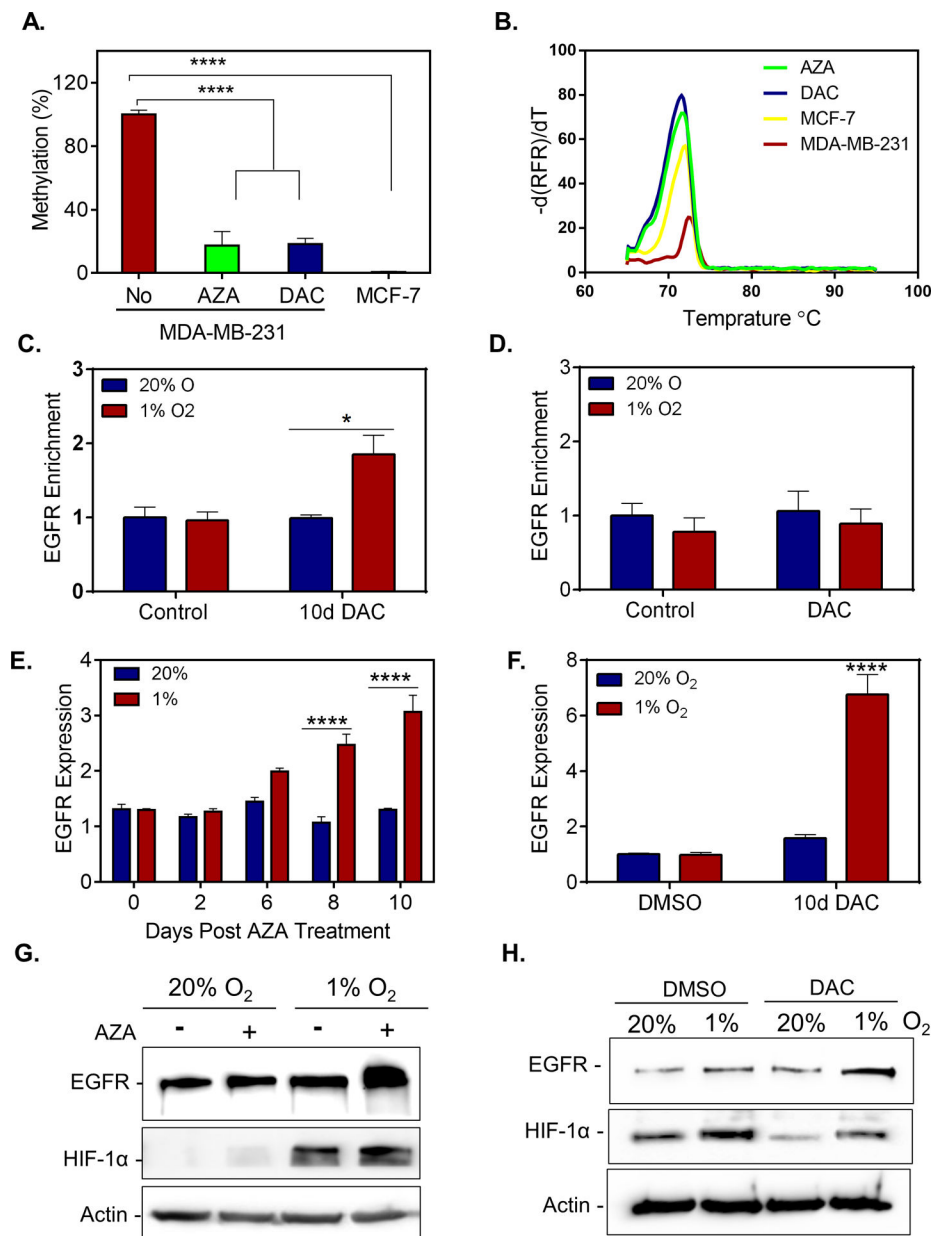 A.
****
****
Methylation (%)
120
80
40
0
No AZA DAC MCF-7
MDA-MB-231
B.
-d(RFR)/dT
100
80
60
40
20
0
AZA
DAC
MCF-7
MDA-MB-231
60 70 80 90 100
Temprature °C
C.
EGFR Enrichment
3
2
1
0
20% O
1% O2
*
Control 10d DAC
D.
EGFR Enrichment
3
2
1
0
20% O
1% O2
Control DAC
E.
EGFR Expression
4
3
2
1
0
20%
1%
****
****
0 2 6 8 10
Days Post AZA Treatment
F.
EGFR Expression
8
6
4
2
0
20% O₂
1% O₂
****
DMSO 10d DAC
G.
20% O₂ 1% O₂
AZA - + - +
EGFR -
HIF-1α -
Actin -
H.
DMSO DAC
20% 1% 20% 1% O₂
EGFR -
HIF-1α -
Actin -